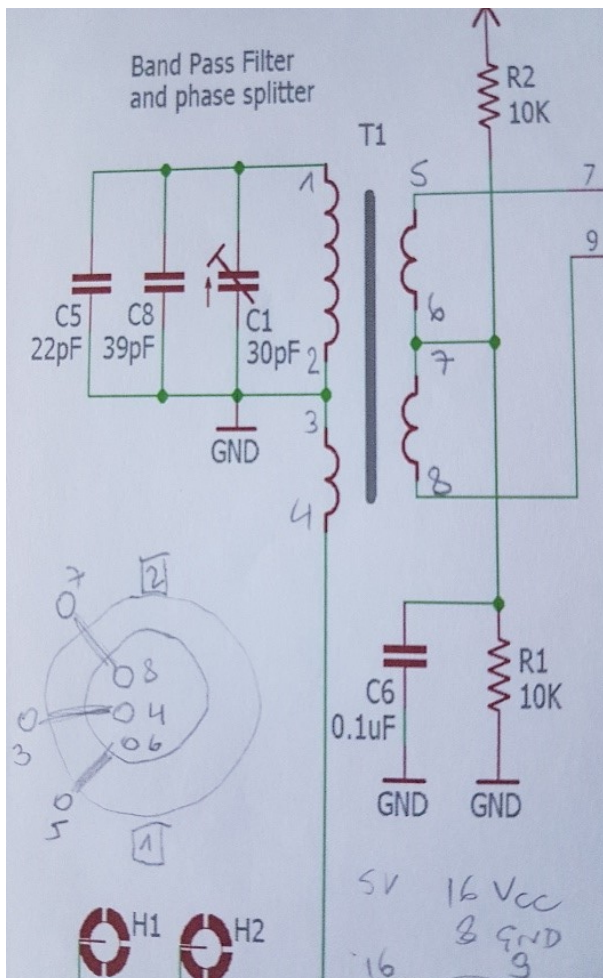 Band Pass Filter
and phase splitter
R2
10K
T1
1
5
7
9
C5
22pF
C8
39pF
C1
30pF
2
6
7
3
GND
8
4
7
2
8
4
6
3
5
1
C6
0.1uF
R1
10K
GND
GND
H1
H2
5V 16 Vcc
8 GND
16 9